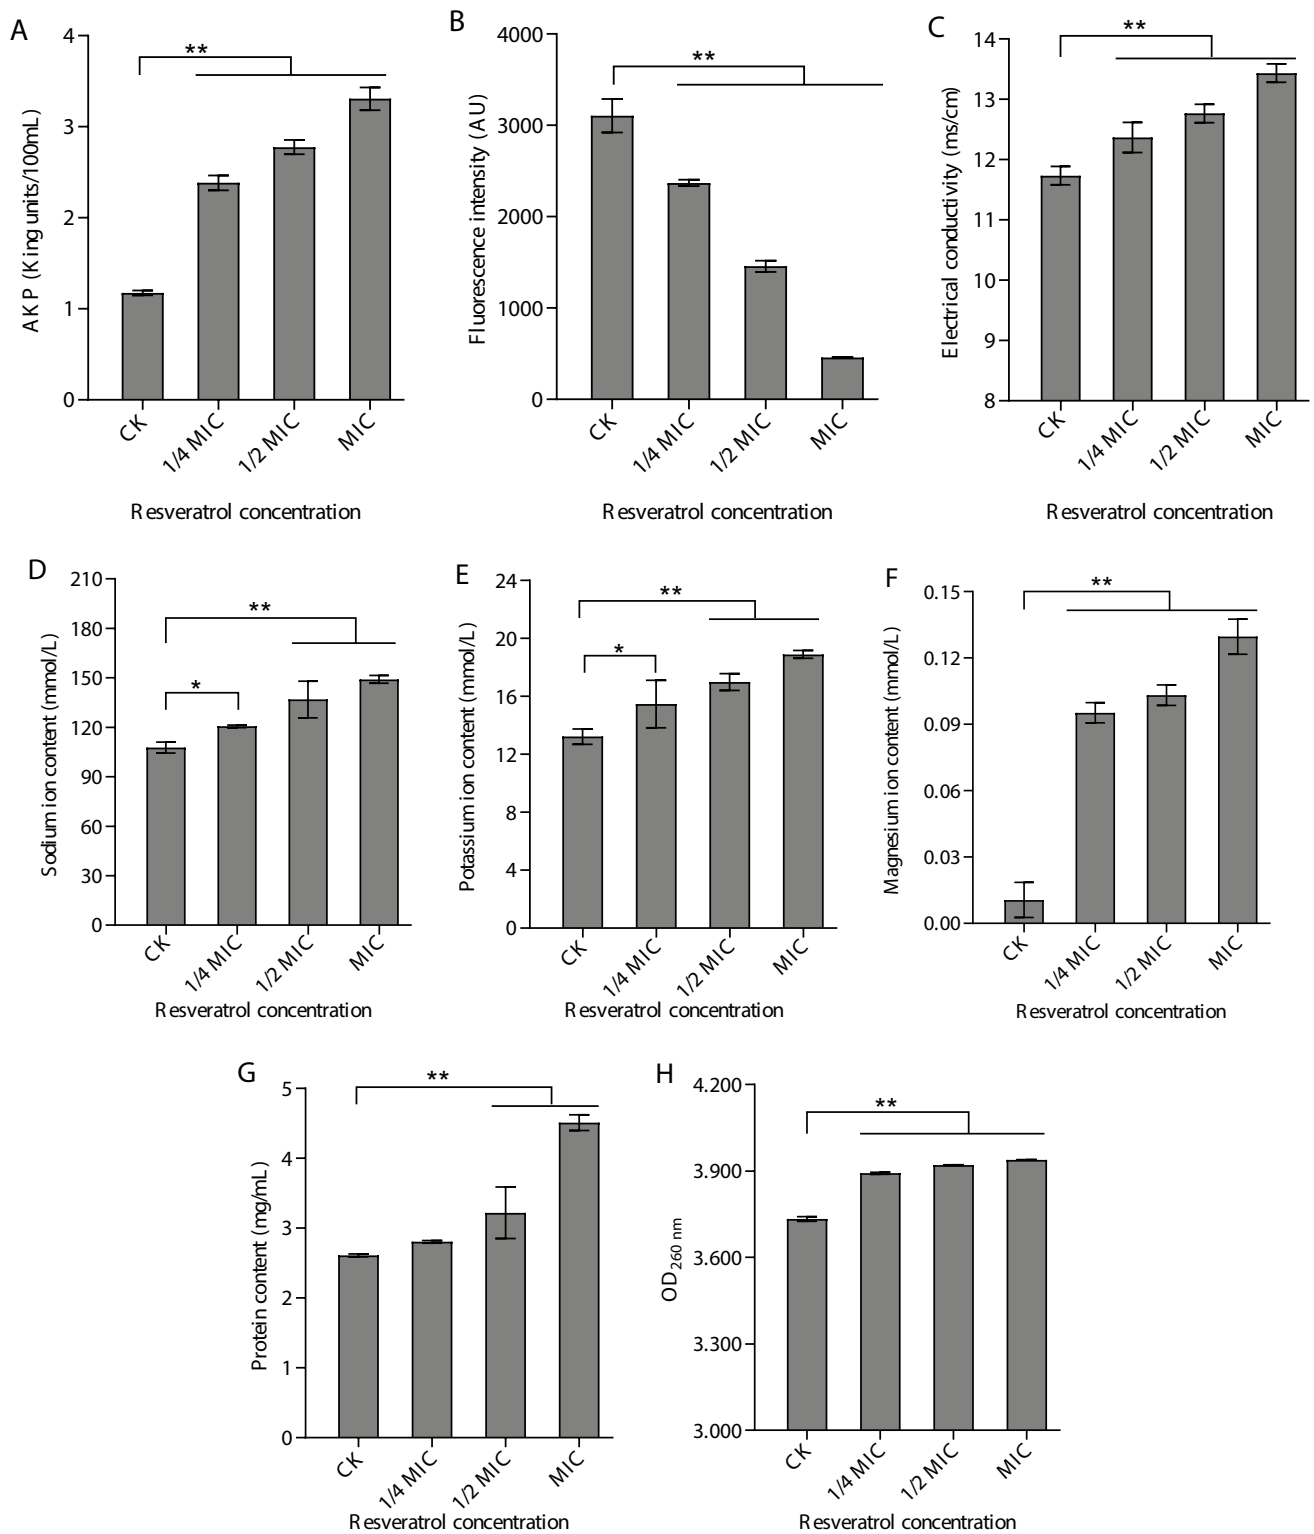 A
AKP (King units/100mL)
4
3
2
1
0
**
CK
1/4 MIC
1/2 MIC
MIC
Resveratrol concentration
B
Fluorescence intensity (AU)
4000
3000
2000
1000
0
**
CK
1/4 MIC
1/2 MIC
MIC
Resveratrol concentration
C
Electrical conductivity (ms/cm)
14
13
12
11
10
9
8
**
CK
1/4 MIC
1/2 MIC
MIC
Resveratrol concentration
D
Sodium ion content (mmol/L)
210
180
150
120
90
60
30
0
**
*
CK
1/4 MIC
1/2 MIC
MIC
Resveratrol concentration
E
Potassium ion content (mmol/L)
24
20
16
12
8
4
0
**
*
CK
1/4 MIC
1/2 MIC
MIC
Resveratrol concentration
F
Magnesium ion content (mmol/L)
0.15
0.12
0.09
0.06
0.03
0.00
**
CK
1/4 MIC
1/2 MIC
MIC
Resveratrol concentration
G
Protein content (mg/mL)
5
4
3
2
1
0
**
CK
1/4 MIC
1/2 MIC
MIC
Resveratrol concentration
H
OD260 nm
4.200
3.900
3.600
3.300
3.000
**
CK
1/4 MIC
1/2 MIC
MIC
Resveratrol concentration